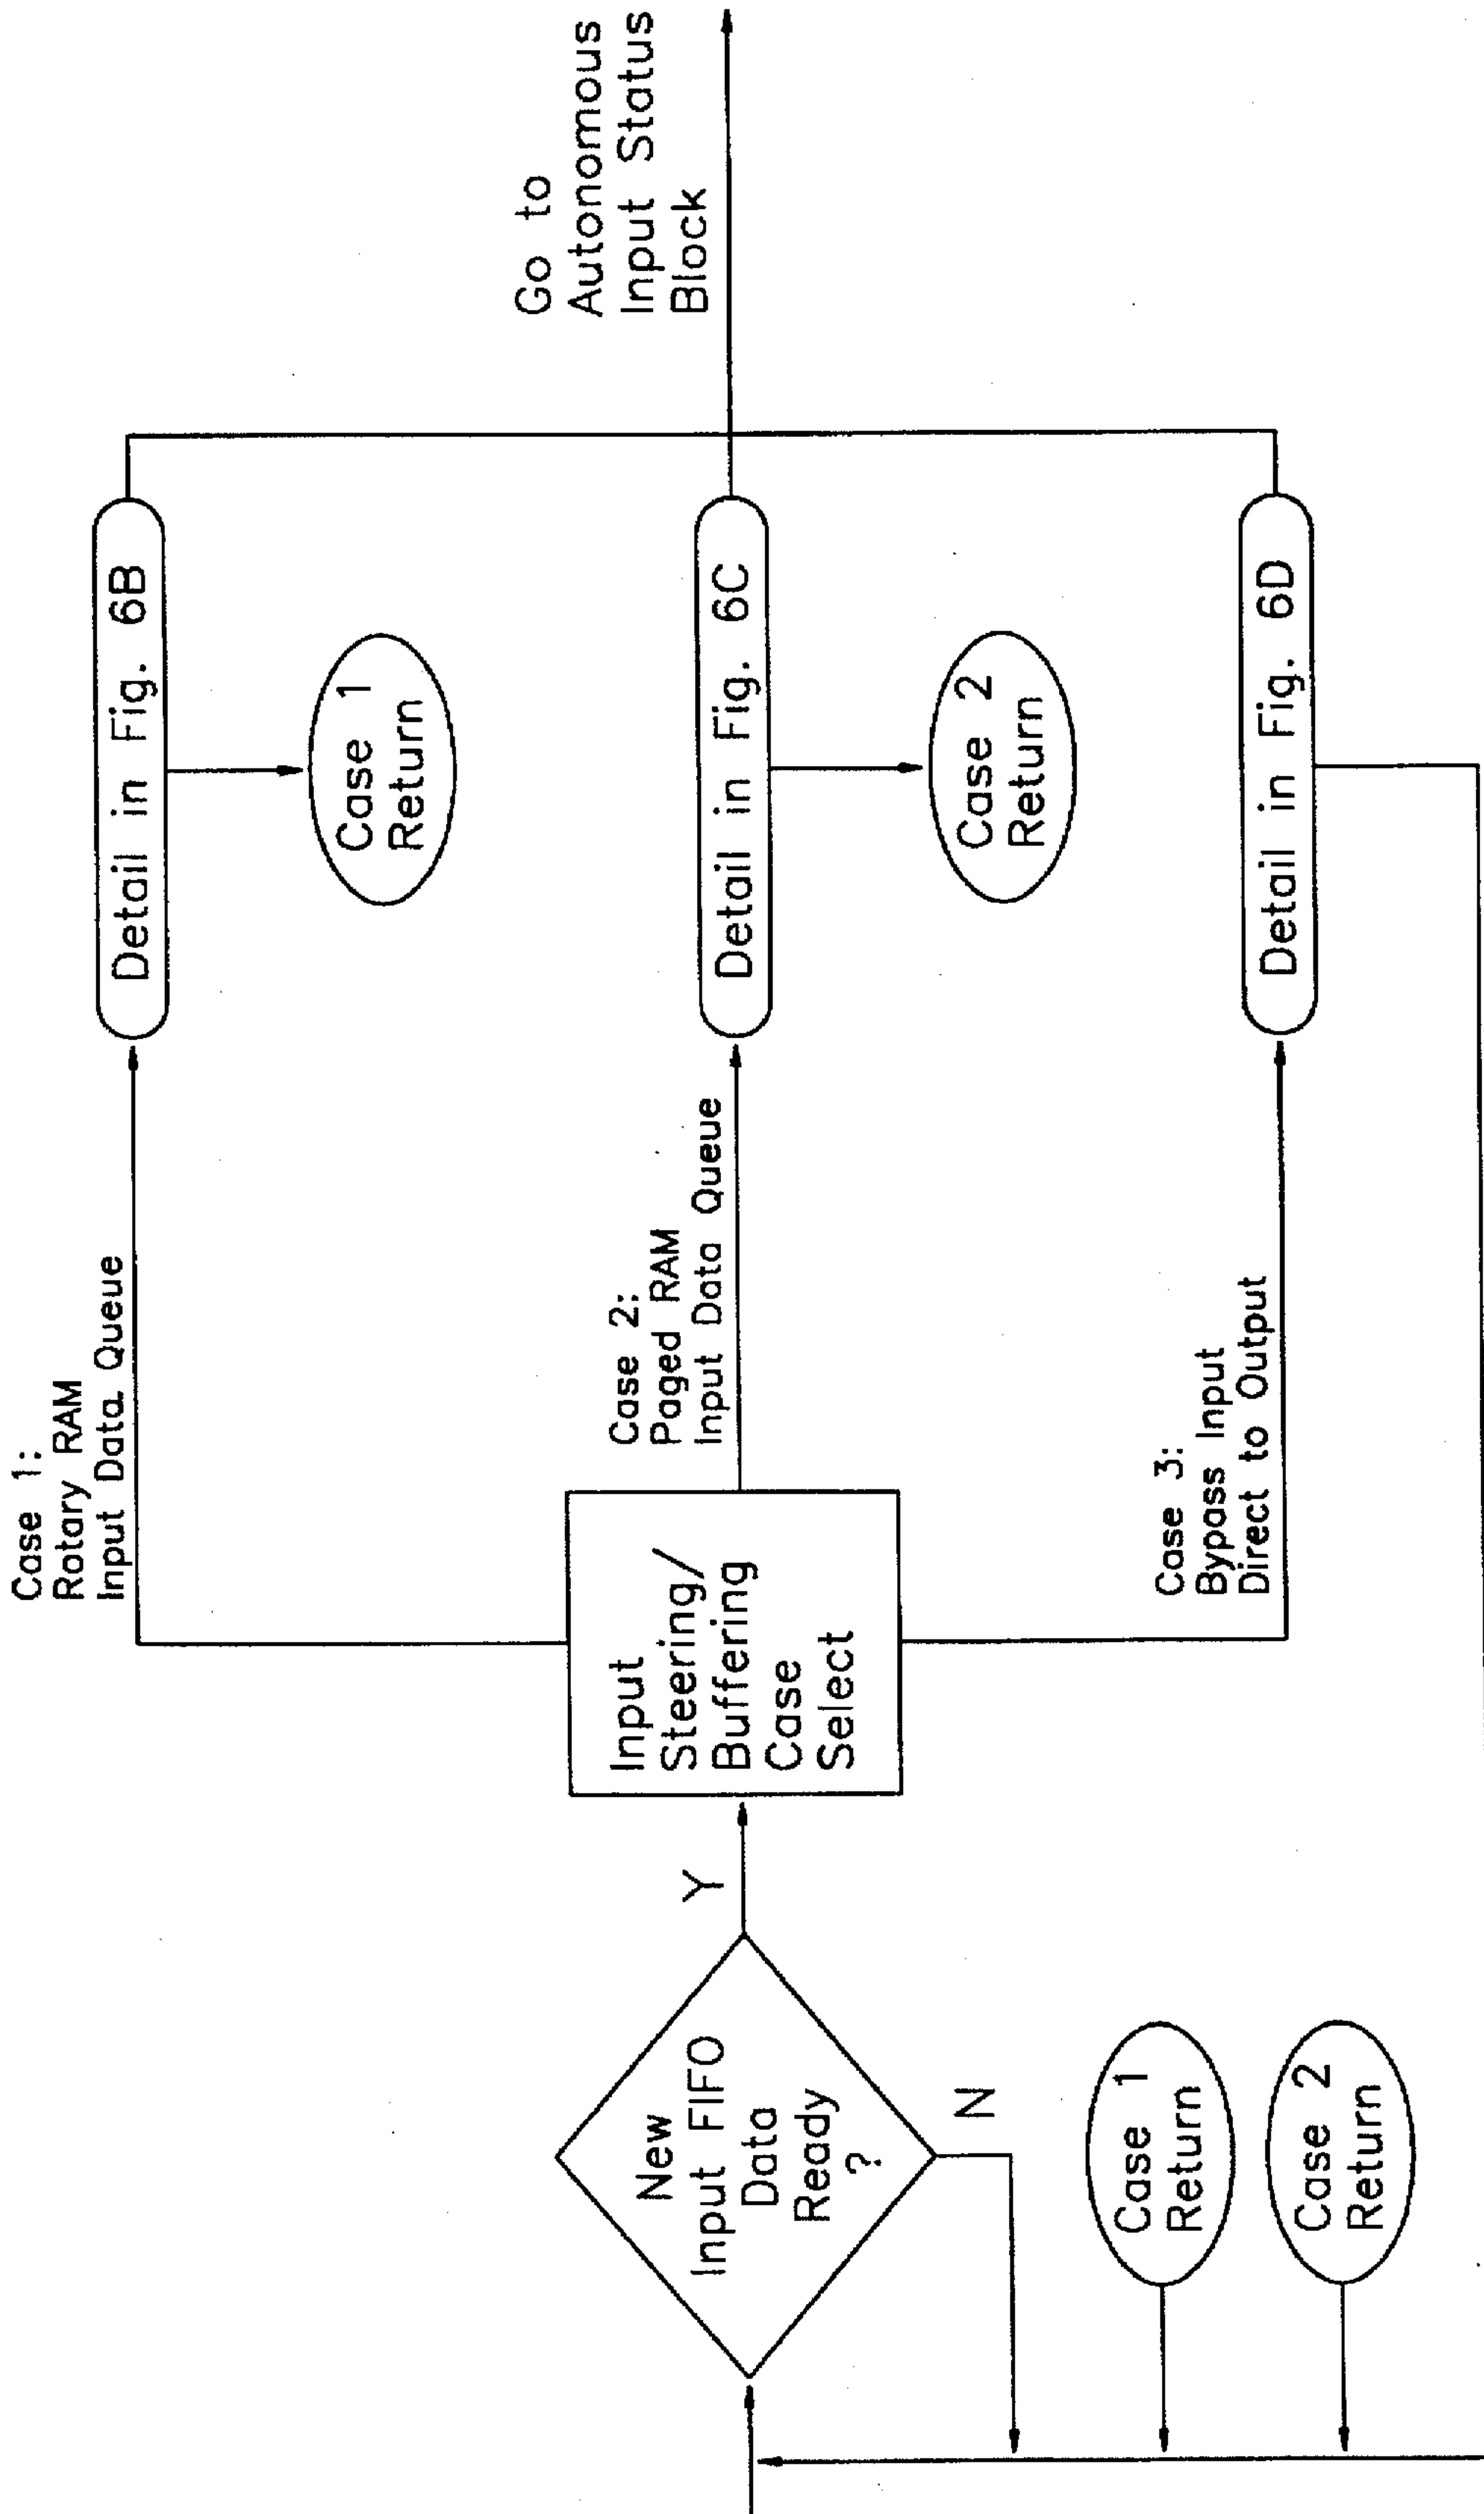 New
Input FIFO
Data
Ready
?
Y
N
Case 1
Return
Case 2
Return
Input
Steering/
Buffering
Case
Select
Case 1:
Rotary RAM
Input Data Queue
Case 2:
Paged RAM
Input Data Queue
Case 3:
Bypass Input
Direct to Output
Detail in Fig. 6B
Case 1
Return
Detail in Fig. 6C
Case 2
Return
Detail in Fig. 6D
Go to
Autonomous
Input Status
Block